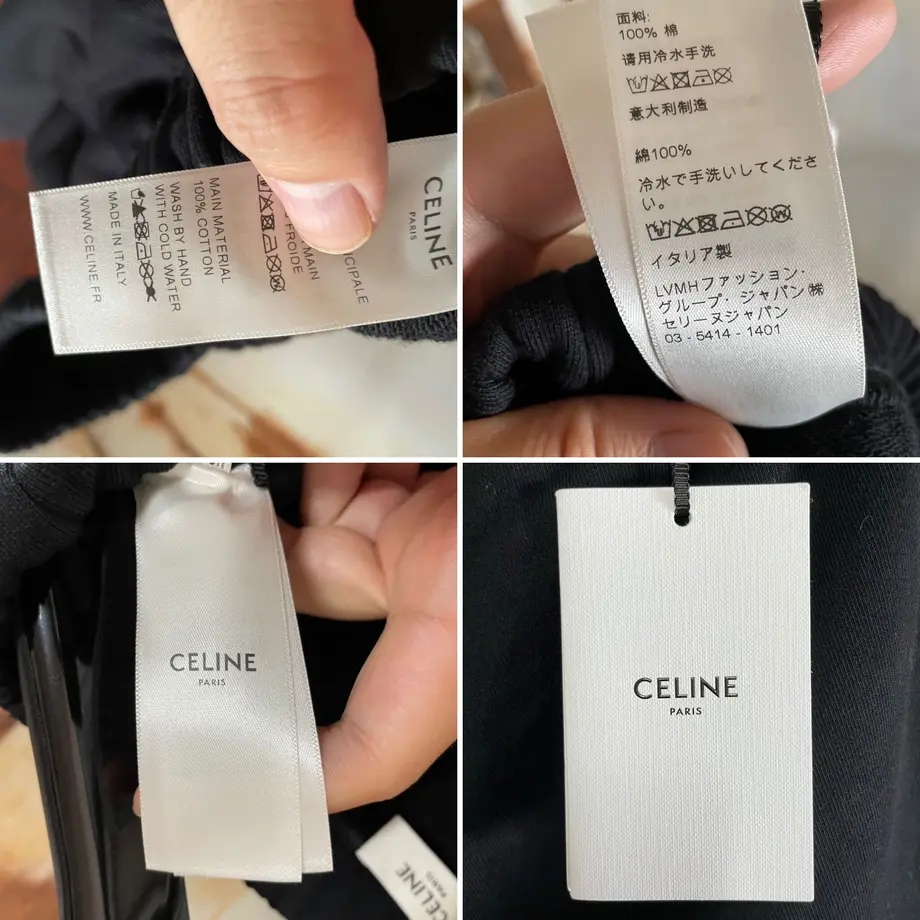 CELINE
PARIS
CIPALE
MAIN
FROIDE
MAIN MATERIAL
100% COTTON
WASH BY HAND
WITH COLD WATER
MADE IN ITALY
WWW.CELINE.FR
面料:
100% 棉
请用冷水手洗
意大利制造
綿100%
冷水で手洗いしてくださ
い。
イタリア製
LVMHファッション・
グループ・ジャパン㈱
セリーヌジャパン
03 - 5414 - 1401
CELINE
PARIS
CELINE
CELINE
PARIS